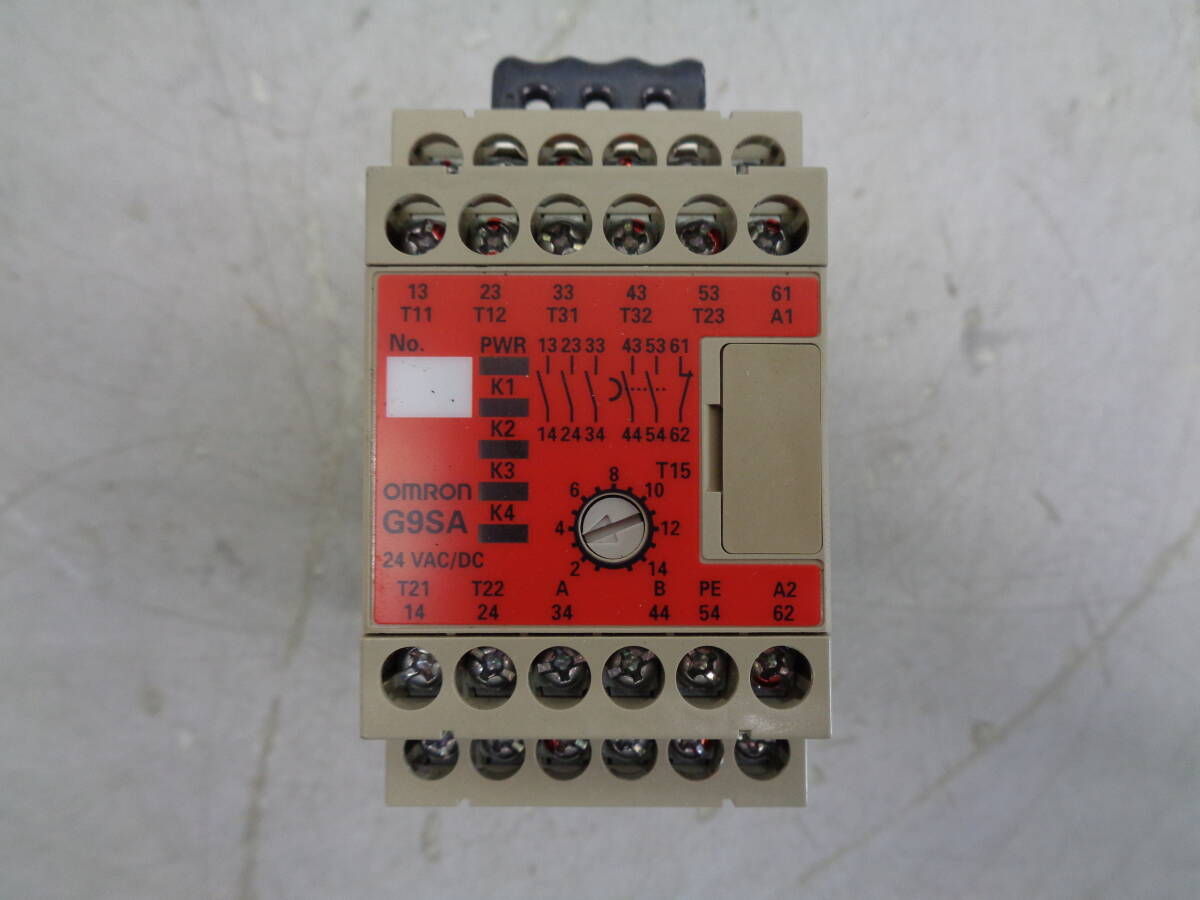 13 23 33 43 53 61
T11 T12 T31 T32 T23 A1
No. PWR 13 23 33 43 53 61
K1
14 24 34 44 54 62
K2
K3 T15
K4
OMRON
G9SA
24 VAC/DC
2 4 6 8 10 12 14
T21 T22 A B PE A2
14 24 34 44 54 62